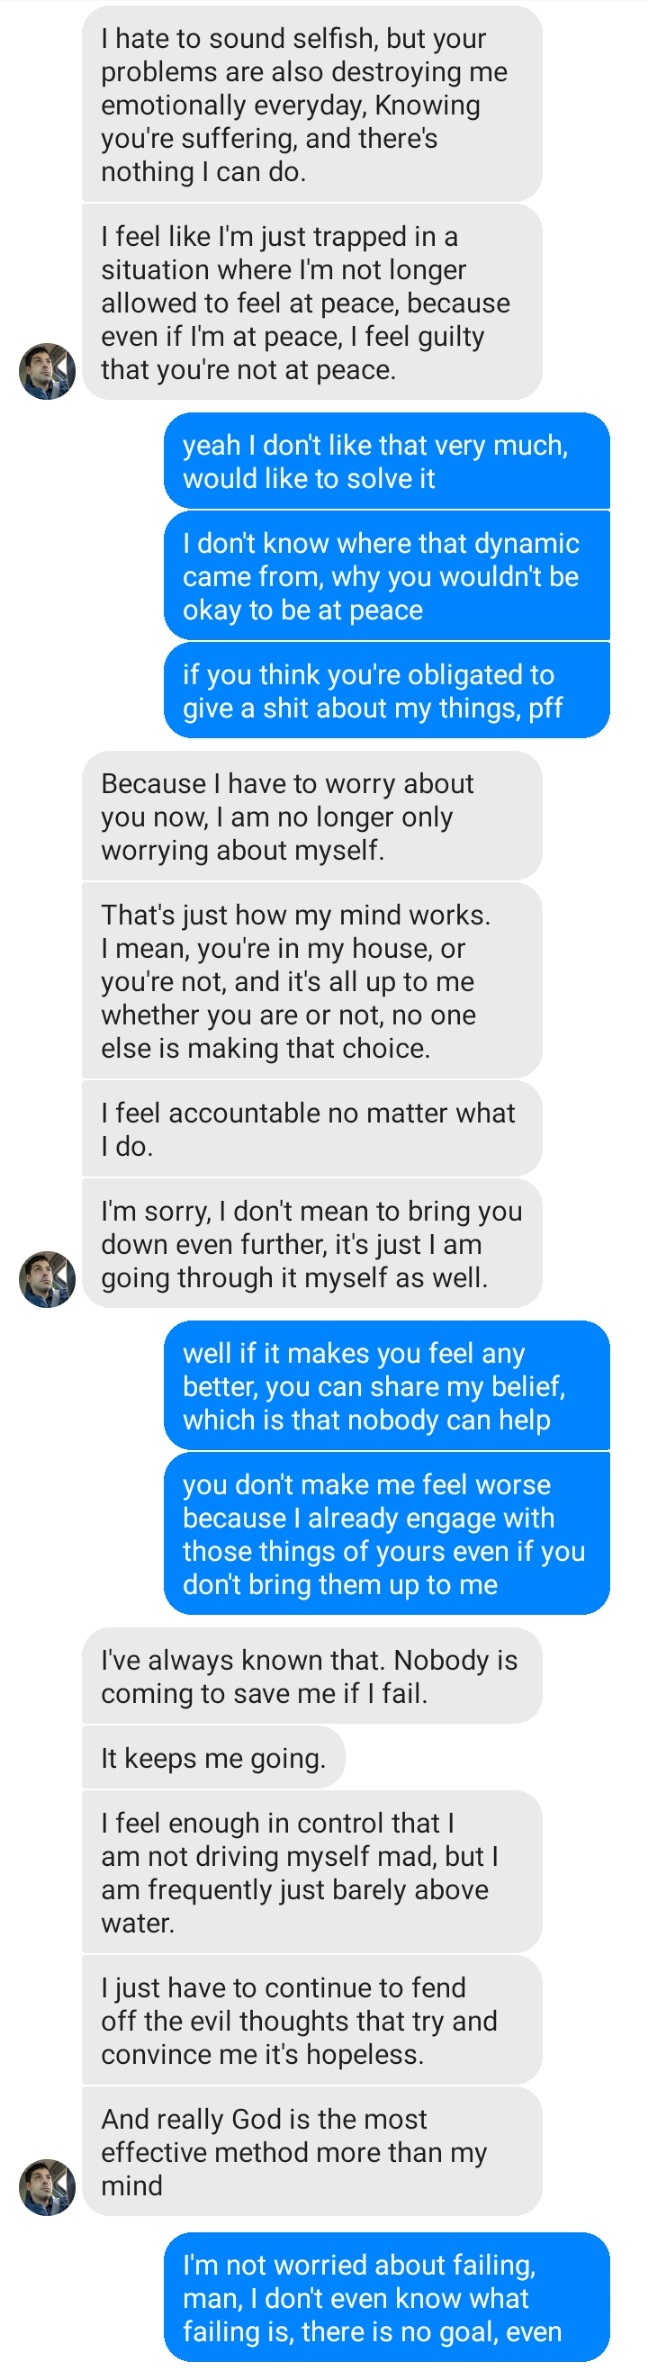 I hate to sound selfish, but your
problems are also destroying me
emotionally everyday, Knowing
you're suffering, and there's
nothing I can do.
I feel like I'm just trapped in a
situation where I'm not longer
allowed to feel at peace, because
even if I'm at peace, I feel guilty
that you're not at peace.
yeah I don't like that very much,
would like to solve it
I don't know where that dynamic
came from, why you wouldn't be
okay to be at peace
if you think you're obligated to
give a shit about my things, pff
Because I have to worry about
you now, I am no longer only
worrying about myself.
That's just how my mind works.
I mean, you're in my house, or
you're not, and it's all up to me
whether you are or not, no one
else is making that choice.
I feel accountable no matter what
I do.
I'm sorry, I don't mean to bring you
down even further, it's just I am
going through it myself as well.
well if it makes you feel any
better, you can share my belief,
which is that nobody can help
you don't make me feel worse
because I already engage with
those things of yours even if you
don't bring them up to me
I've always known that. Nobody is
coming to save me if I fail.
It keeps me going.
I feel enough in control that I
am not driving myself mad, but I
am frequently just barely above
water.
I just have to continue to fend
off the evil thoughts that try and
convince me it's hopeless.
And really God is the most
effective method more than my
mind
I'm not worried about failing,
man, I don't even know what
failing is, there is no goal, even